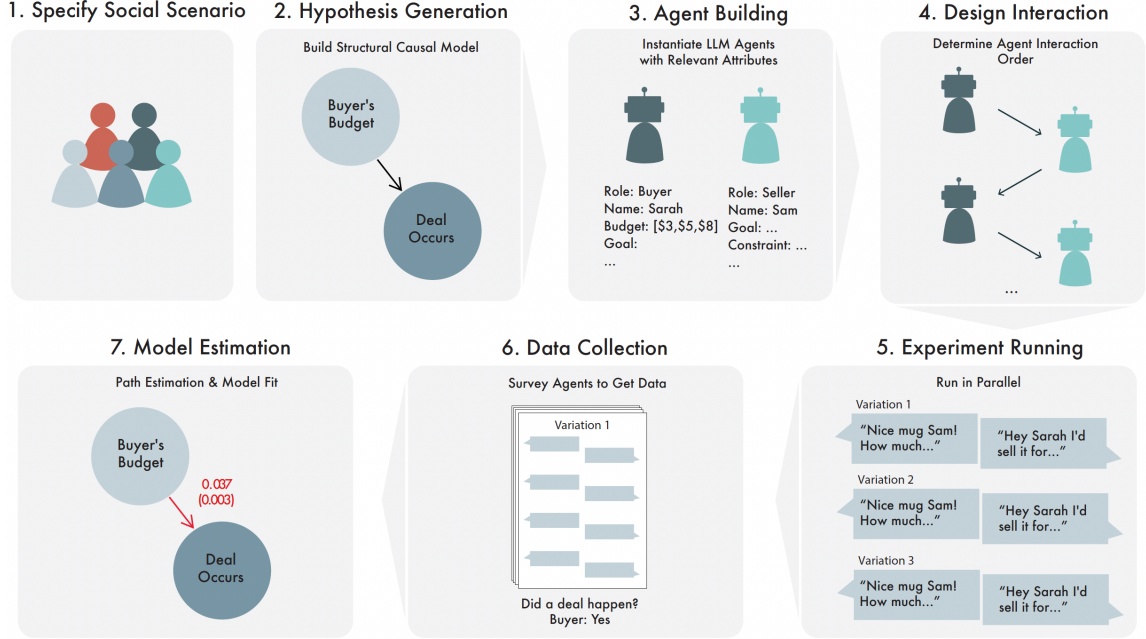 1. Specify Social Scenario
2. Hypothesis Generation
Build Structural Causal Model
Buyer's
Budget
Deal
Occurs
3. Agent Building
Instantiate LLM Agents
with Relevant Attributes
Role: Buyer
Name: Sarah
Budget: [$3,$5,$8]
Goal:
...
Role: Seller
Name: Sam
Goal: ...
Constraint: ...
...
4. Design Interaction
Determine Agent Interaction
Order
...
5. Experiment Running
Run in Parallel
Variation 1
“Nice mug Sam!
How much...”
“Hey Sarah I'd
sell it for...”
Variation 2
“Nice mug Sam!
How much...”
“Hey Sarah I'd
sell it for...”
Variation 3
“Nice mug Sam!
How much...”
“Hey Sarah I'd
sell it for...”
6. Data Collection
Survey Agents to Get Data
Variation 1
Did a deal happen?
Buyer: Yes
7. Model Estimation
Path Estimation & Model Fit
Buyer's
Budget
0.037
(0.003)
Deal
Occurs